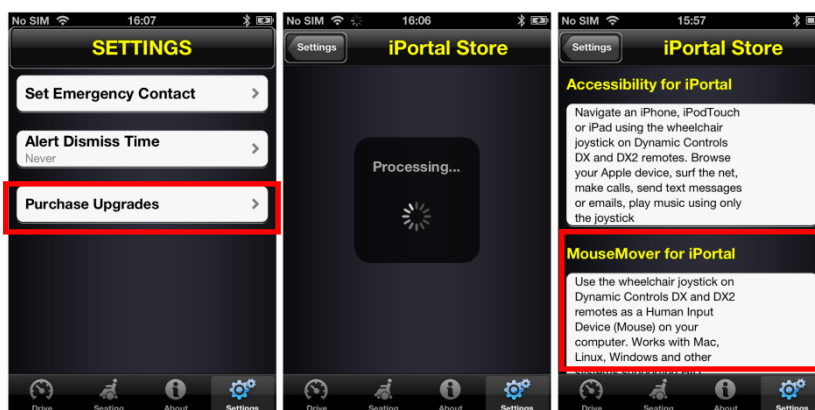 No SIM 16:07
SETTINGS
Set Emergency Contact
Alert Dismiss Time
Never
Purchase Upgrades
Drive Seating About Settings
No SIM 16:06
Settings iPortal Store
Processing...
Drive Seating About Settings
No SIM 15:57
Settings iPortal Store
Accessibility for iPortal
Navigate an iPhone, iPodTouch
or iPad using the wheelchair
joystick on Dynamic Controls
DX and DX2 remotes. Browse
your Apple device, surf the net,
make calls, send text messages
or emails, play music using only
the joystick
MouseMover for iPortal
Use the wheelchair joystick on
Dynamic Controls DX and DX2
remotes as a Human Input
Device (Mouse) on your
computer. Works with Mac,
Linux, Windows and other
Drive Seating About Settings